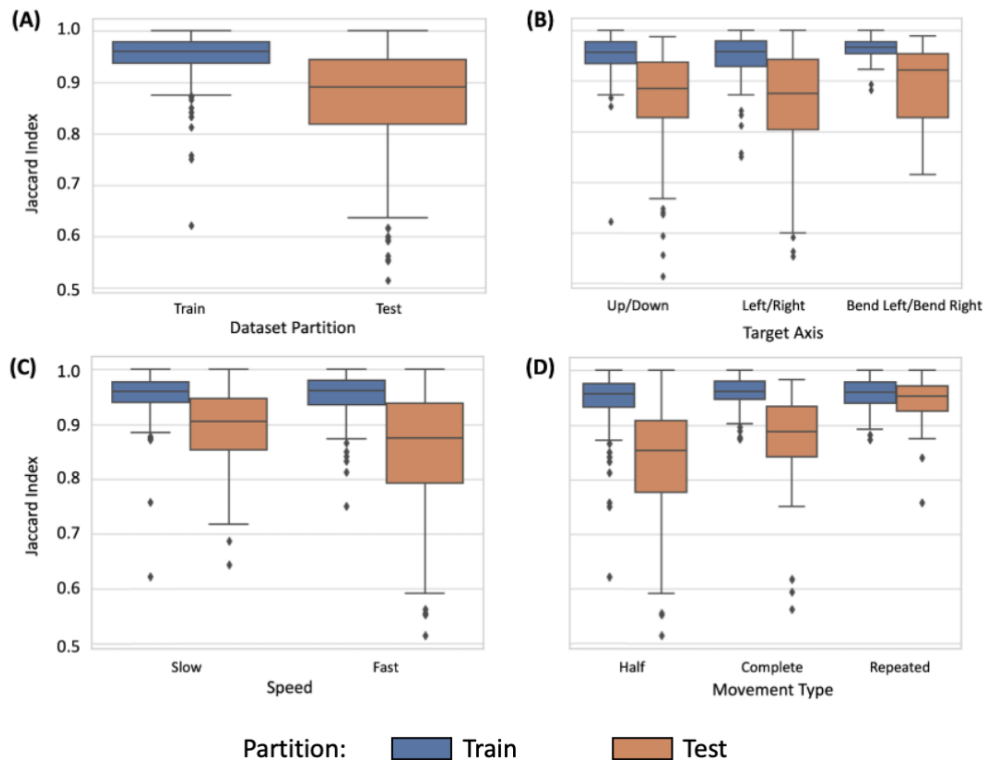 (A)
Jaccard Index
1.0
0.9
0.8
0.7
0.6
0.5
Train
Test
Dataset Partition
(B)
Up/Down
Left/Right
Bend Left/Bend Right
Target Axis
(C)
Jaccard Index
1.0
0.9
0.8
0.7
0.6
0.5
Slow
Fast
Speed
(D)
Half
Complete
Repeated
Movement Type
Partition:
Train
Test